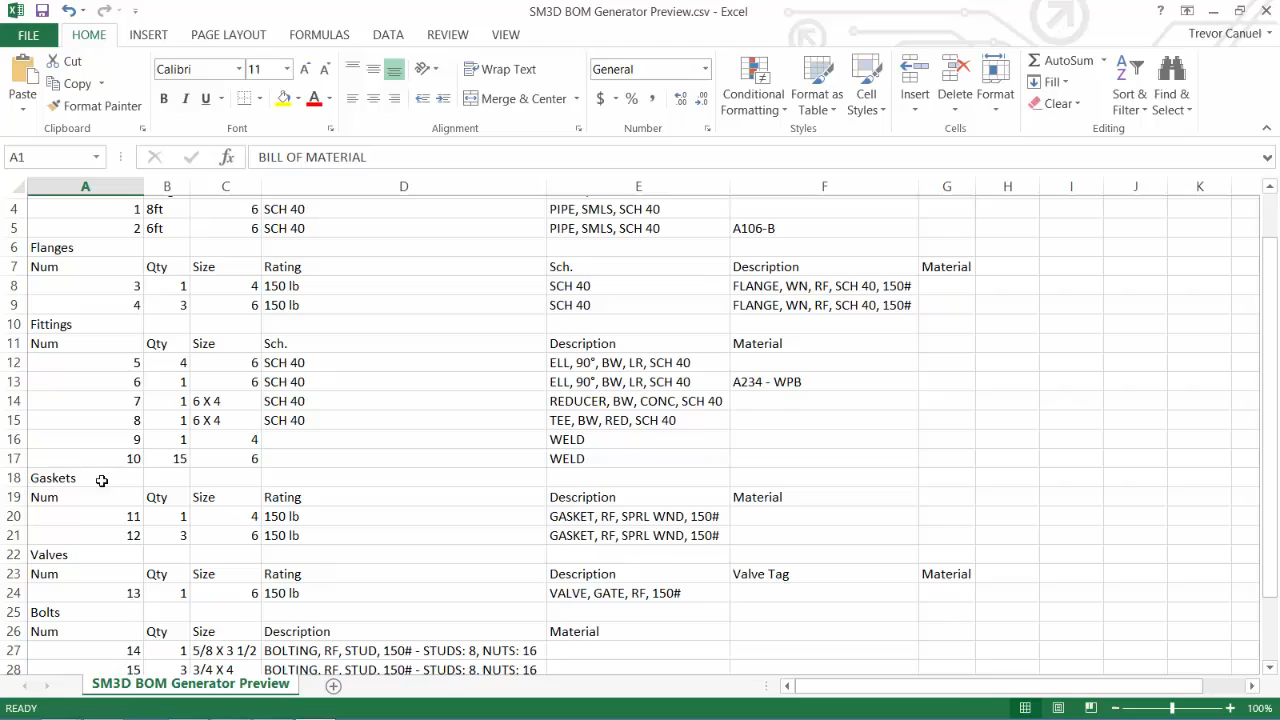 SM3D BOM Generator Preview.csv - Excel
FILE HOME INSERT PAGE LAYOUT FORMULAS DATA REVIEW VIEW Trevor Canuel
Paste Cut Copy Format Painter Clipboard
Calibri 11 B I U A A A Font
Wrap Text Merge & Center Alignment
General $ % , Number
Conditional Formatting Format as Table Cell Styles Styles
Insert Delete Format Cells
AutoSum Fill Clear Sort & Filter Find & Select Editing
A1 fx BILL OF MATERIAL
A B C D E F G H I J K
4 1 8ft 6 SCH 40 PIPE, SMLS, SCH 40
5 2 6ft 6 SCH 40 PIPE, SMLS, SCH 40 A106-B
6 Flanges
7 Num Qty Size Rating Sch. Description Material
8 3 1 4 150 lb SCH 40 FLANGE, WN, RF, SCH 40, 150#
9 4 3 6 150 lb SCH 40 FLANGE, WN, RF, SCH 40, 150#
10 Fittings
11 Num Qty Size Sch. Description Material
12 5 4 6 SCH 40 ELL, 90°, BW, LR, SCH 40
13 6 1 6 SCH 40 ELL, 90°, BW, LR, SCH 40 A234 - WPB
14 7 1 6 X 4 SCH 40 REDUCER, BW, CONC, SCH 40
15 8 1 6 X 4 SCH 40 TEE, BW, RED, SCH 40
16 9 1 4 WELD
17 10 15 6 WELD
18 Gaskets
19 Num Qty Size Rating Description Material
20 11 1 4 150 lb GASKET, RF, SPRL WND, 150#
21 12 3 6 150 lb GASKET, RF, SPRL WND, 150#
22 Valves
23 Num Qty Size Rating Description Valve Tag Material
24 13 1 6 150 lb VALVE, GATE, RF, 150#
25 Bolts
26 Num Qty Size Description Material
27 14 1 5/8 X 3 1/2 BOLTING, RF, STUD, 150# - STUDS: 8, NUTS: 16
28 15 3 3/4 X 4 BOLTING, RF, STUD, 150# - STUDS: 8, NUTS: 16
SM3D BOM Generator Preview
READY 100%